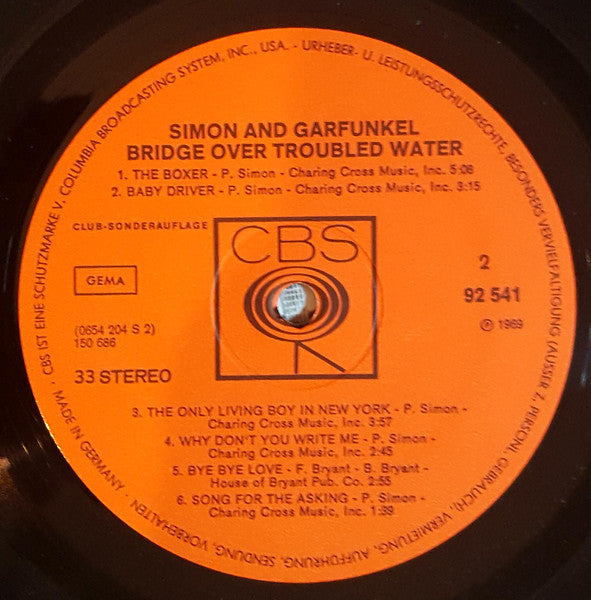 CBS IST EINE SCHUTZMARKE V. COLUMBIA BROADCASTING SYSTEM, INC., USA. - URHEBER- U. LEISTUNGSSCHUTZRECHTE, BESONDERS VERVIELFÄLTIGUNG (AUSSER Z. PERSÖNL. GEBRAUCH), VERMIETUNG, AUFFÜHRUNG, SENDUNG, VORBEHALTEN · MADE IN GERMANY ·
SIMON AND GARFUNKEL
BRIDGE OVER TROUBLED WATER
1. THE BOXER - P. Simon - Charing Cross Music, Inc. 5:08
2. BABY DRIVER - P. Simon - Charing Cross Music, Inc. 3:15
CLUB-SONDERAUFLAGE
CBS
GEMA
2
92 541
(0654 204 S 2)
150 686
℗ 1969
33 STEREO
3. THE ONLY LIVING BOY IN NEW YORK - P. Simon -
Charing Cross Music, Inc. 3:57
4. WHY DON'T YOU WRITE ME - P. Simon -
Charing Cross Music, Inc. 2:45
5. BYE BYE LOVE - F. Bryant - B. Bryant -
House of Bryant Pub. Co. 2:55
6. SONG FOR THE ASKING - P. Simon -
Charing Cross Music, Inc. 1:39